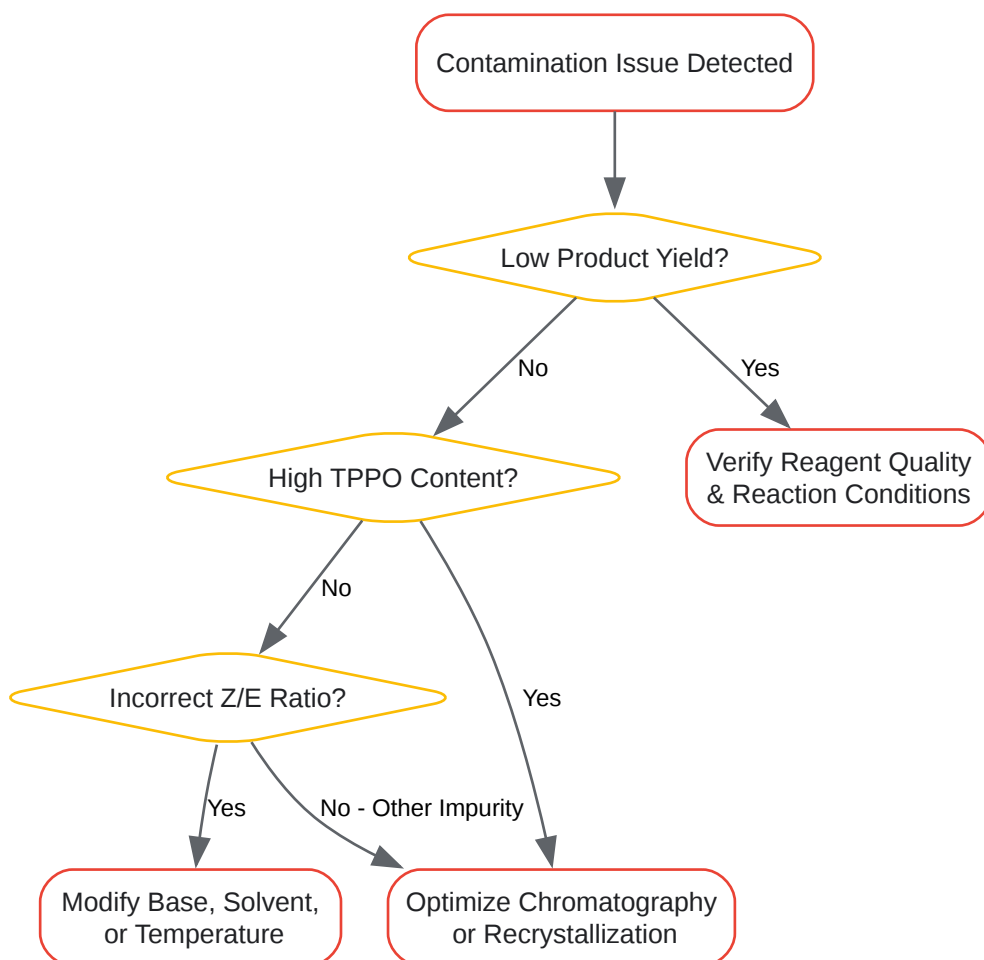 Contamination Issue Detected
Low Product Yield?
No
Yes
High TPPO Content?
Verify Reagent Quality
& Reaction Conditions
No
Incorrect Z/E Ratio?
Yes
Yes
No - Other Impurity
Modify Base, Solvent,
or Temperature
Optimize Chromatography
or Recrystallization